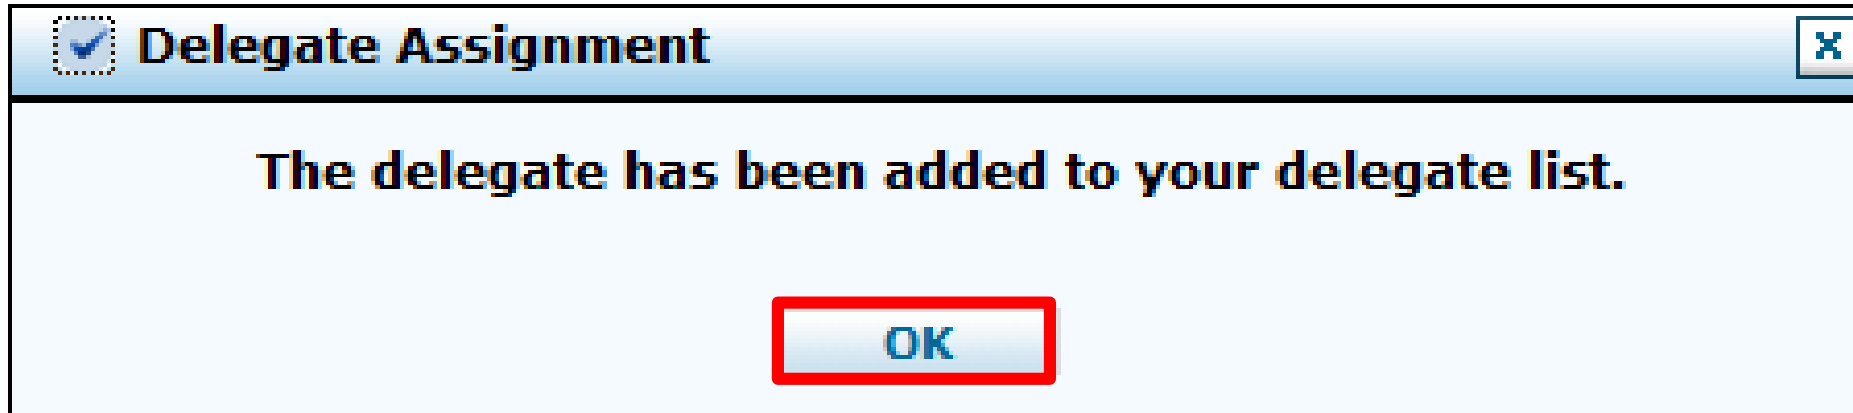 Delegate Assignment
X
The delegate has been added to your delegate list.
OK